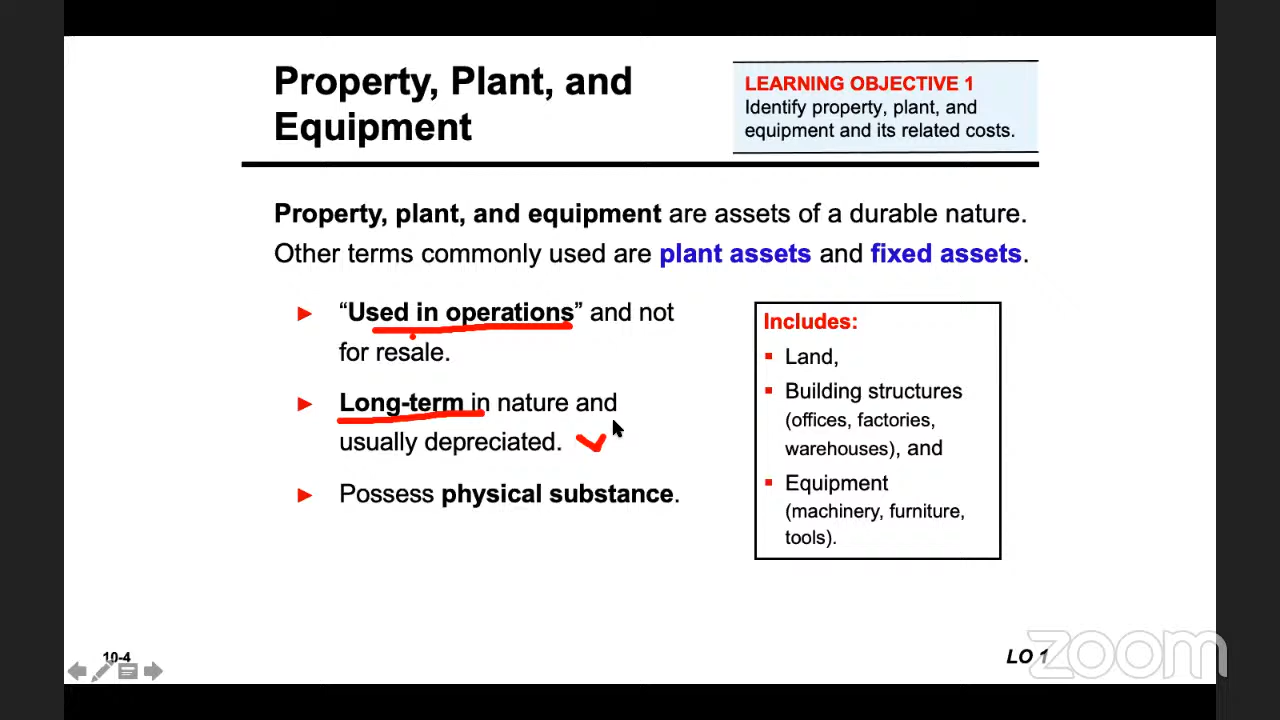 Property, Plant, and
Equipment
LEARNING OBJECTIVE 1
Identify property, plant, and
equipment and its related costs.
Property, plant, and equipment are assets of a durable nature.
Other terms commonly used are plant assets and fixed assets.
► “Used in operations” and not
for resale.
► Long-term in nature and
usually depreciated.
► Possess physical substance.
Includes:
▪ Land,
▪ Building structures
(offices, factories,
warehouses), and
▪ Equipment
(machinery, furniture,
tools).
10-4
LO 1
zoom